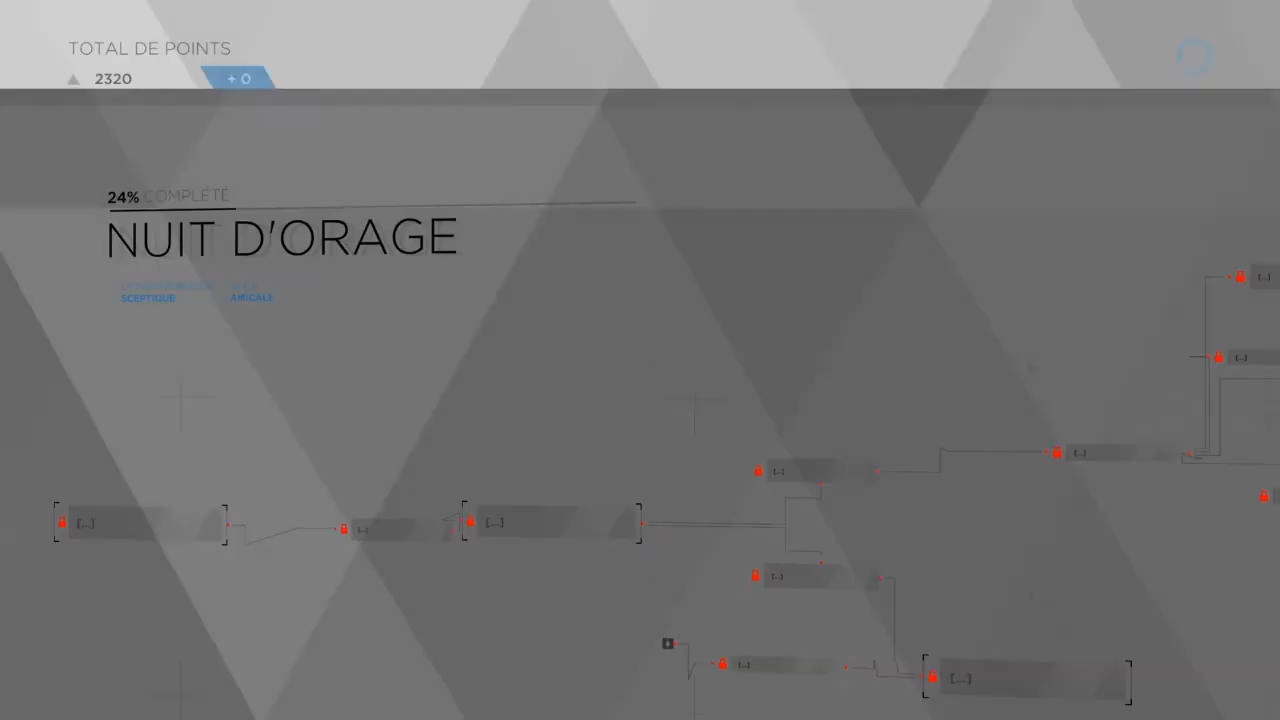 TOTAL DE POINTS
2320 + 0
24% COMPLÉTÉ
NUIT D'ORAGE
SCEPTIQUE AMICALE
[...]
[...]
[...]
[...]
[...]
[...]
[...]
[...]
[...]
[...]